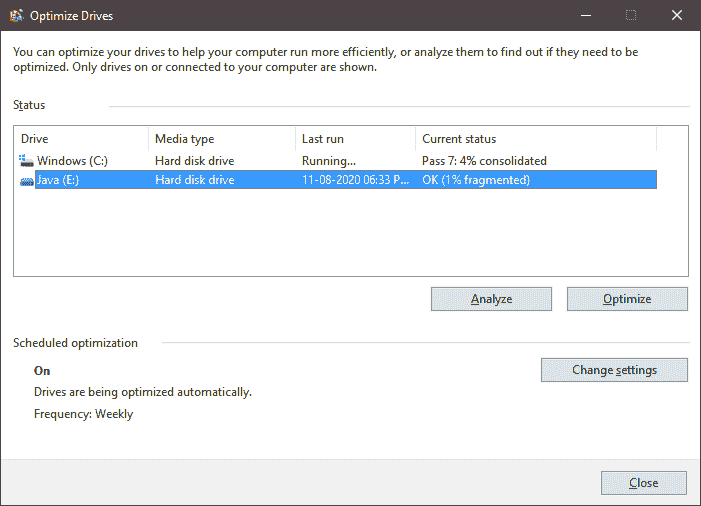 Optimize Drives
You can optimize your drives to help your computer run more efficiently, or analyze them to find out if they need to be
optimized. Only drives on or connected to your computer are shown.
Status
Drive Media type Last run Current status
Windows (C:) Hard disk drive Running... Pass 7: 4% consolidated
Java (E:) Hard disk drive 11-08-2020 06:33 P... OK (1% fragmented)
Analyze Optimize
Scheduled optimization
On Change settings
Drives are being optimized automatically.
Frequency: Weekly
Close